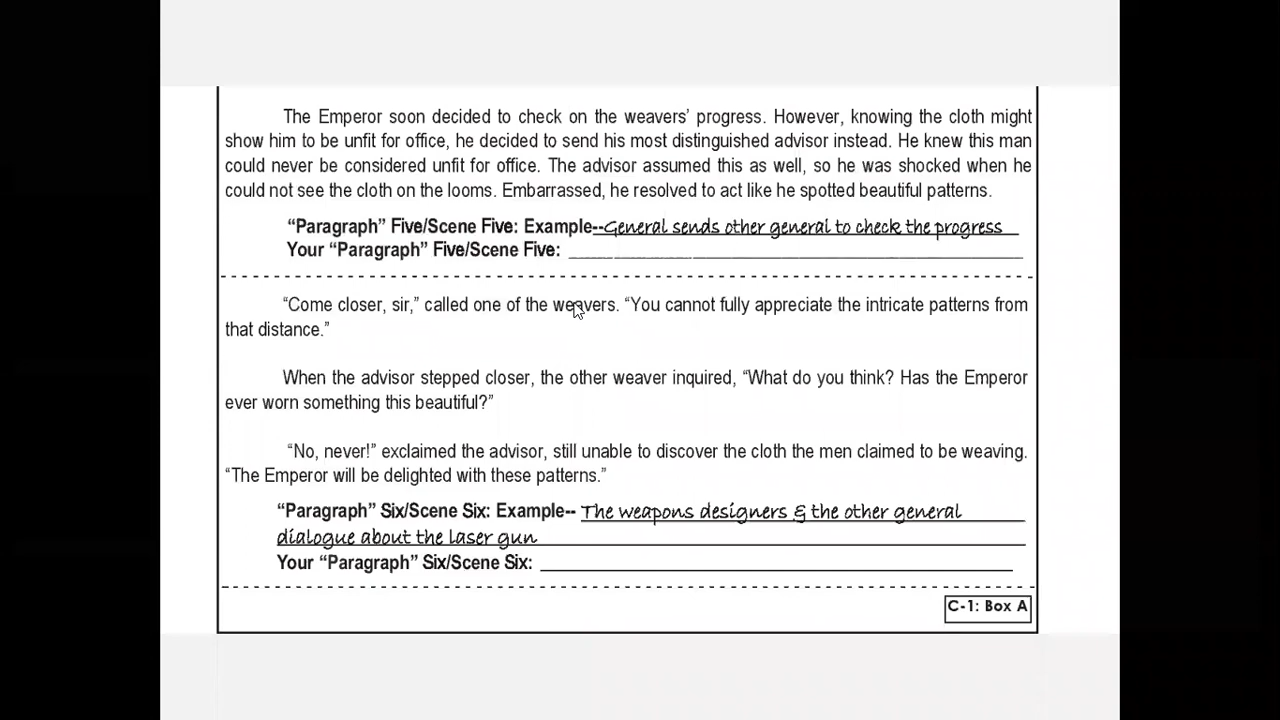 The Emperor soon decided to check on the weavers’ progress. However, knowing the cloth might
show him to be unfit for office, he decided to send his most distinguished advisor instead. He knew this man
could never be considered unfit for office. The advisor assumed this as well, so he was shocked when he
could not see the cloth on the looms. Embarrassed, he resolved to act like he spotted beautiful patterns.
“Paragraph” Five/Scene Five: Example--General sends other general to check the progress
Your “Paragraph” Five/Scene Five:
“Come closer, sir,” called one of the weavers. “You cannot fully appreciate the intricate patterns from
that distance.”
When the advisor stepped closer, the other weaver inquired, “What do you think? Has the Emperor
ever worn something this beautiful?”
“No, never!” exclaimed the advisor, still unable to discover the cloth the men claimed to be weaving.
“The Emperor will be delighted with these patterns.”
“Paragraph” Six/Scene Six: Example-- The weapons designers & the other general
dialogue about the laser gun
Your “Paragraph” Six/Scene Six:
C-1: Box A